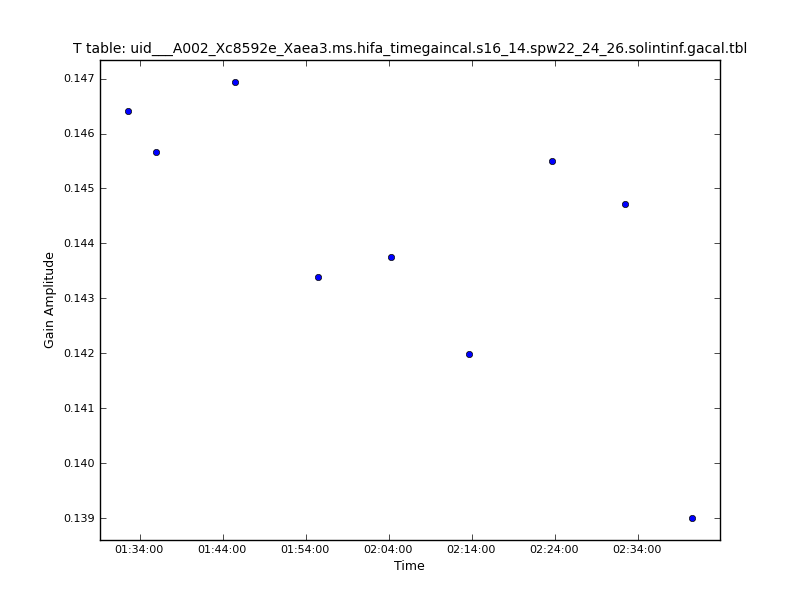 T table: uid___A002_Xc8592e_Xaea3.ms.hifa_timegaincal.s16_14.spw22_24_26.solintinf.gacal.tbl
0.147
0.146
0.145
0.144
0.143
0.142
0.141
0.140
0.139
Gain Amplitude
01:34:00 01:44:00 01:54:00 02:04:00 02:14:00 02:24:00 02:34:00
Time